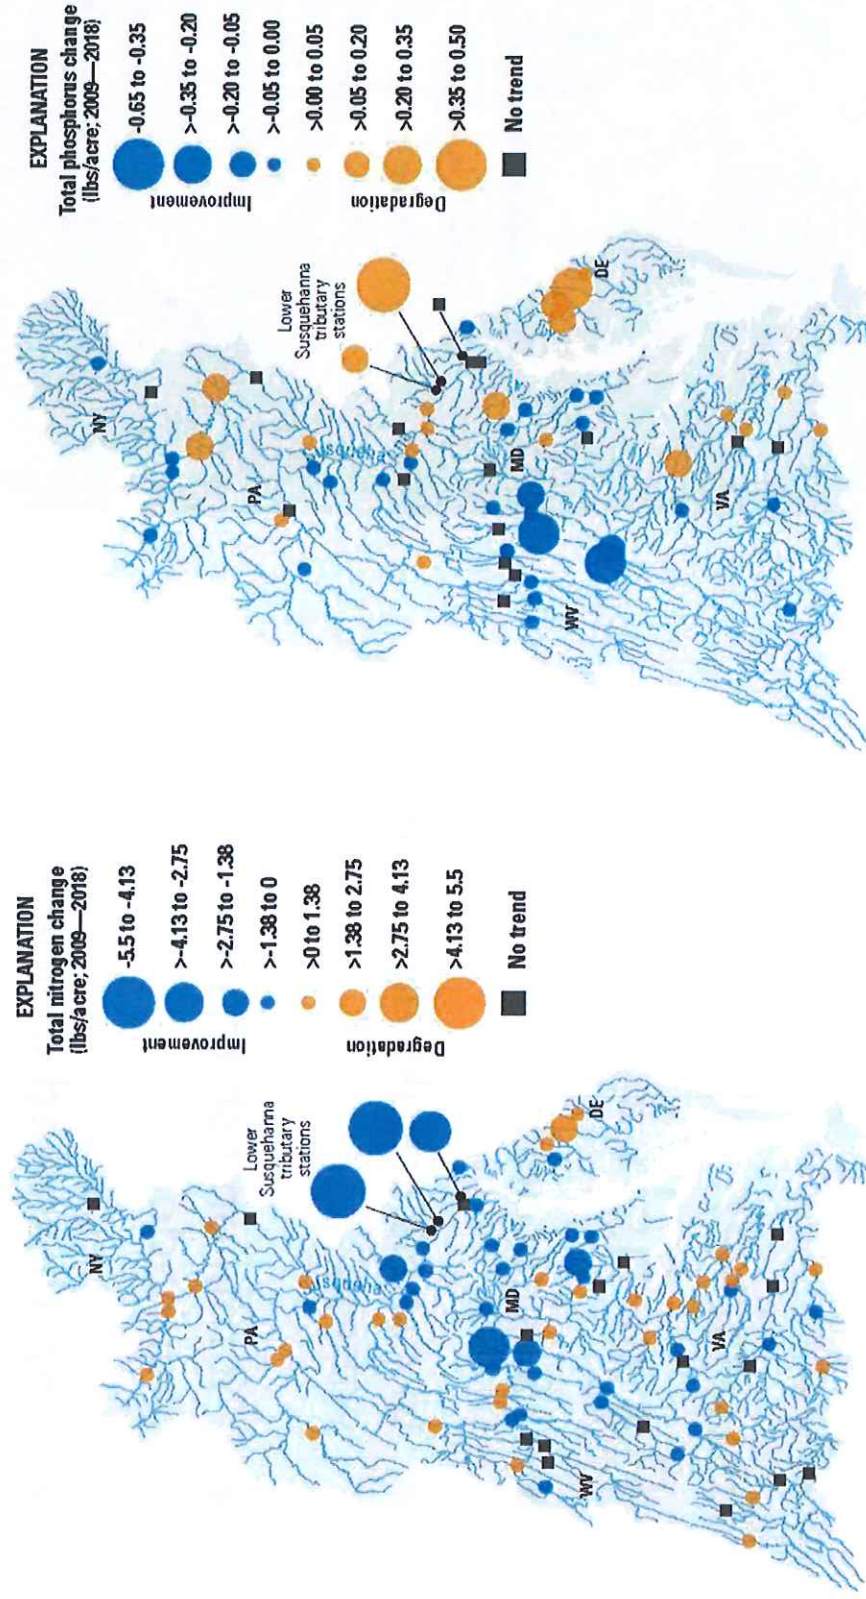 EXPLANATION
Total nitrogen change
(lbs/acre; 2009—2018)
Improvement
-5.5 to -4.13
>-4.13 to -2.75
>-2.75 to -1.38
>-1.38 to 0
Degradation
>0 to 1.38
>1.38 to 2.75
>2.75 to 4.13
>4.13 to 5.5
No trend
NY
PA
Lower
Susquehanna
tributary
stations
Susquehanna
MD
DE
WV
VA
EXPLANATION
Total phosphorus change
(lbs/acre; 2009—2018)
Improvement
-0.65 to -0.35
>-0.35 to -0.20
>-0.20 to -0.05
>-0.05 to 0.00
Degradation
>0.00 to 0.05
>0.05 to 0.20
>0.20 to 0.35
>0.35 to 0.50
No trend
NY
PA
Lower
Susquehanna
tributary
stations
Susquehanna
MD
DE
WV
VA